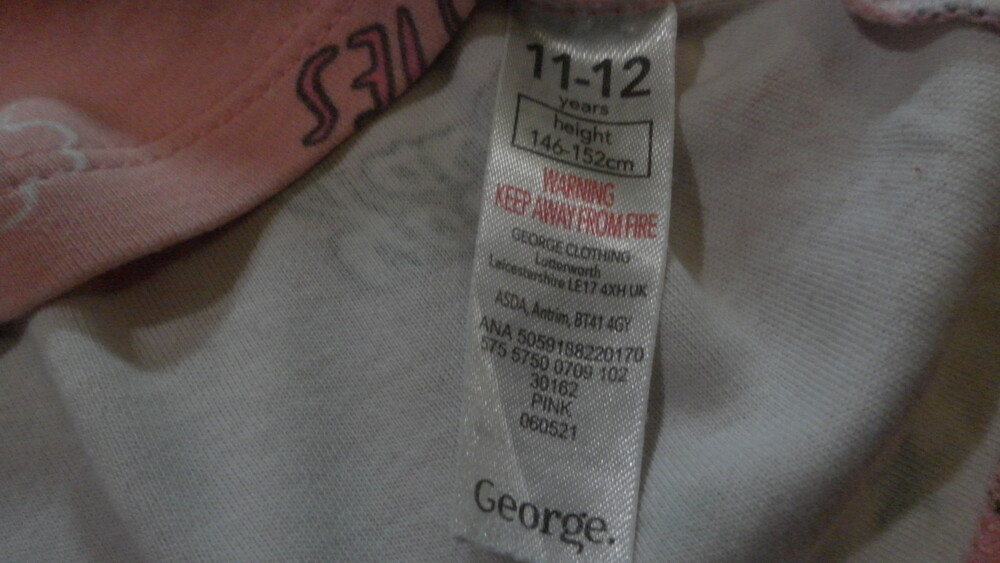 11-12
years
height
146-152cm
WARNING
KEEP AWAY FROM FIRE
GEORGE CLOTHING
Lutterworth
Leicestershire LE17 4XH UK
ASDA, Antrim, BT41 4GY
ANA 5059188220170
575 5750 0709 102
30162
PINK
060521
George.